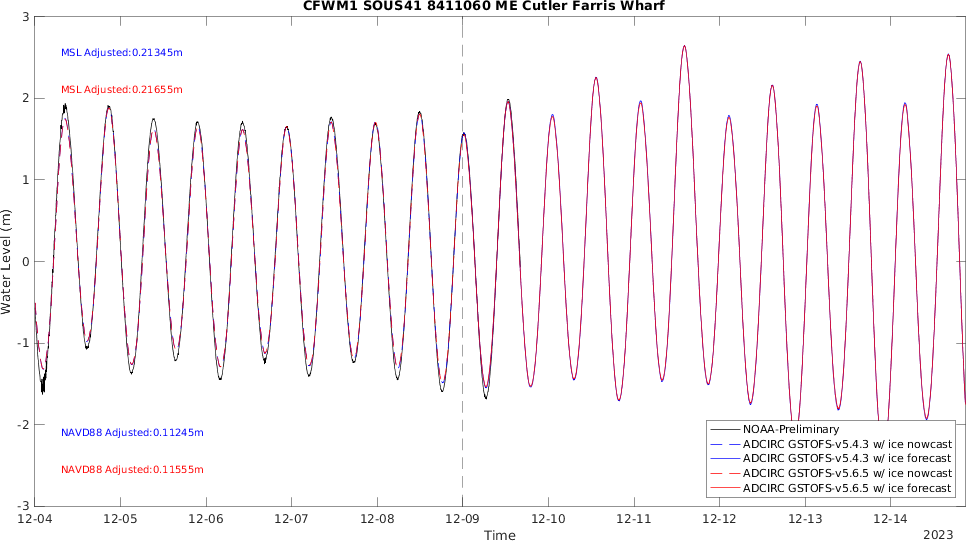 CFWM1 SOUS41 8411060 ME Cutler Farris Wharf
3
MSL Adjusted:0.21345m
MSL Adjusted:0.21655m
2
1
Water Level (m)
0
-1
-2
NAVD88 Adjusted:0.11245m
NAVD88 Adjusted:0.11555m
NOAA-Preliminary
ADCIRC GSTOFS-v5.4.3 w/ ice nowcast
ADCIRC GSTOFS-v5.4.3 w/ ice forecast
ADCIRC GSTOFS-v5.6.5 w/ ice nowcast
ADCIRC GSTOFS-v5.6.5 w/ ice forecast
-3
12-04 12-05 12-06 12-07 12-08 12-09 12-10 12-11 12-12 12-13 12-14
Time
2023